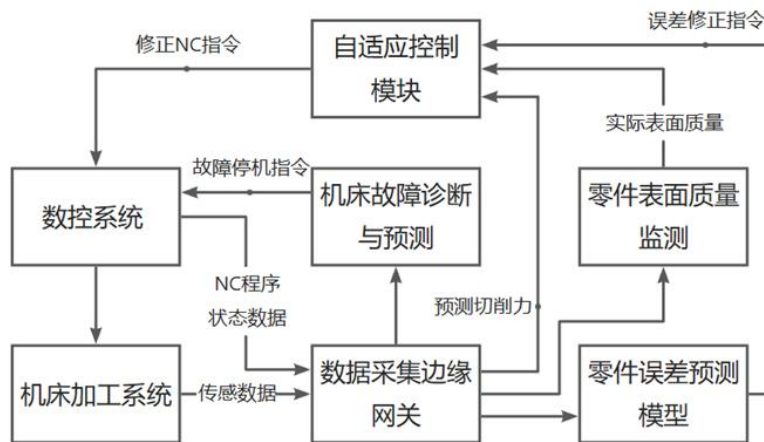 误差修正指令
修正NC指令
自适应控制
模块
实际表面质量
故障停机指令
数控系统
机床故障诊断
与预测
零件表面质量
监测
NC程序
状态数据
预测切削力
机床加工系统
传感数据
数据采集边缘
网关
零件误差预测
模型